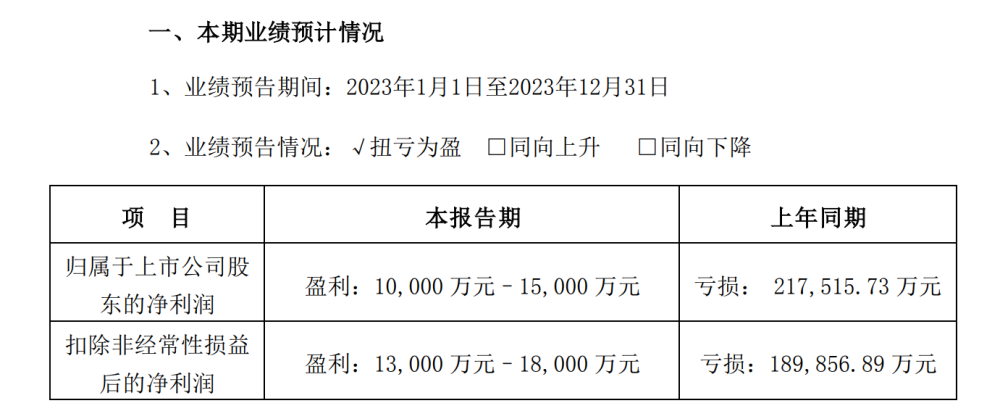 一、本期业绩预计情况
1、业绩预告期间：2023年1月1日至2023年12月31日
2、业绩预告情况：√扭亏为盈 □同向上升 □同向下降
项 目 本报告期 上年同期
归属于上市公司股
东的净利润
盈利：10,000 万元–15,000 万元 亏损： 217,515.73 万元
扣除非经常性损益
后的净利润
盈利：13,000 万元–18,000 万元 亏损：189,856.89 万元